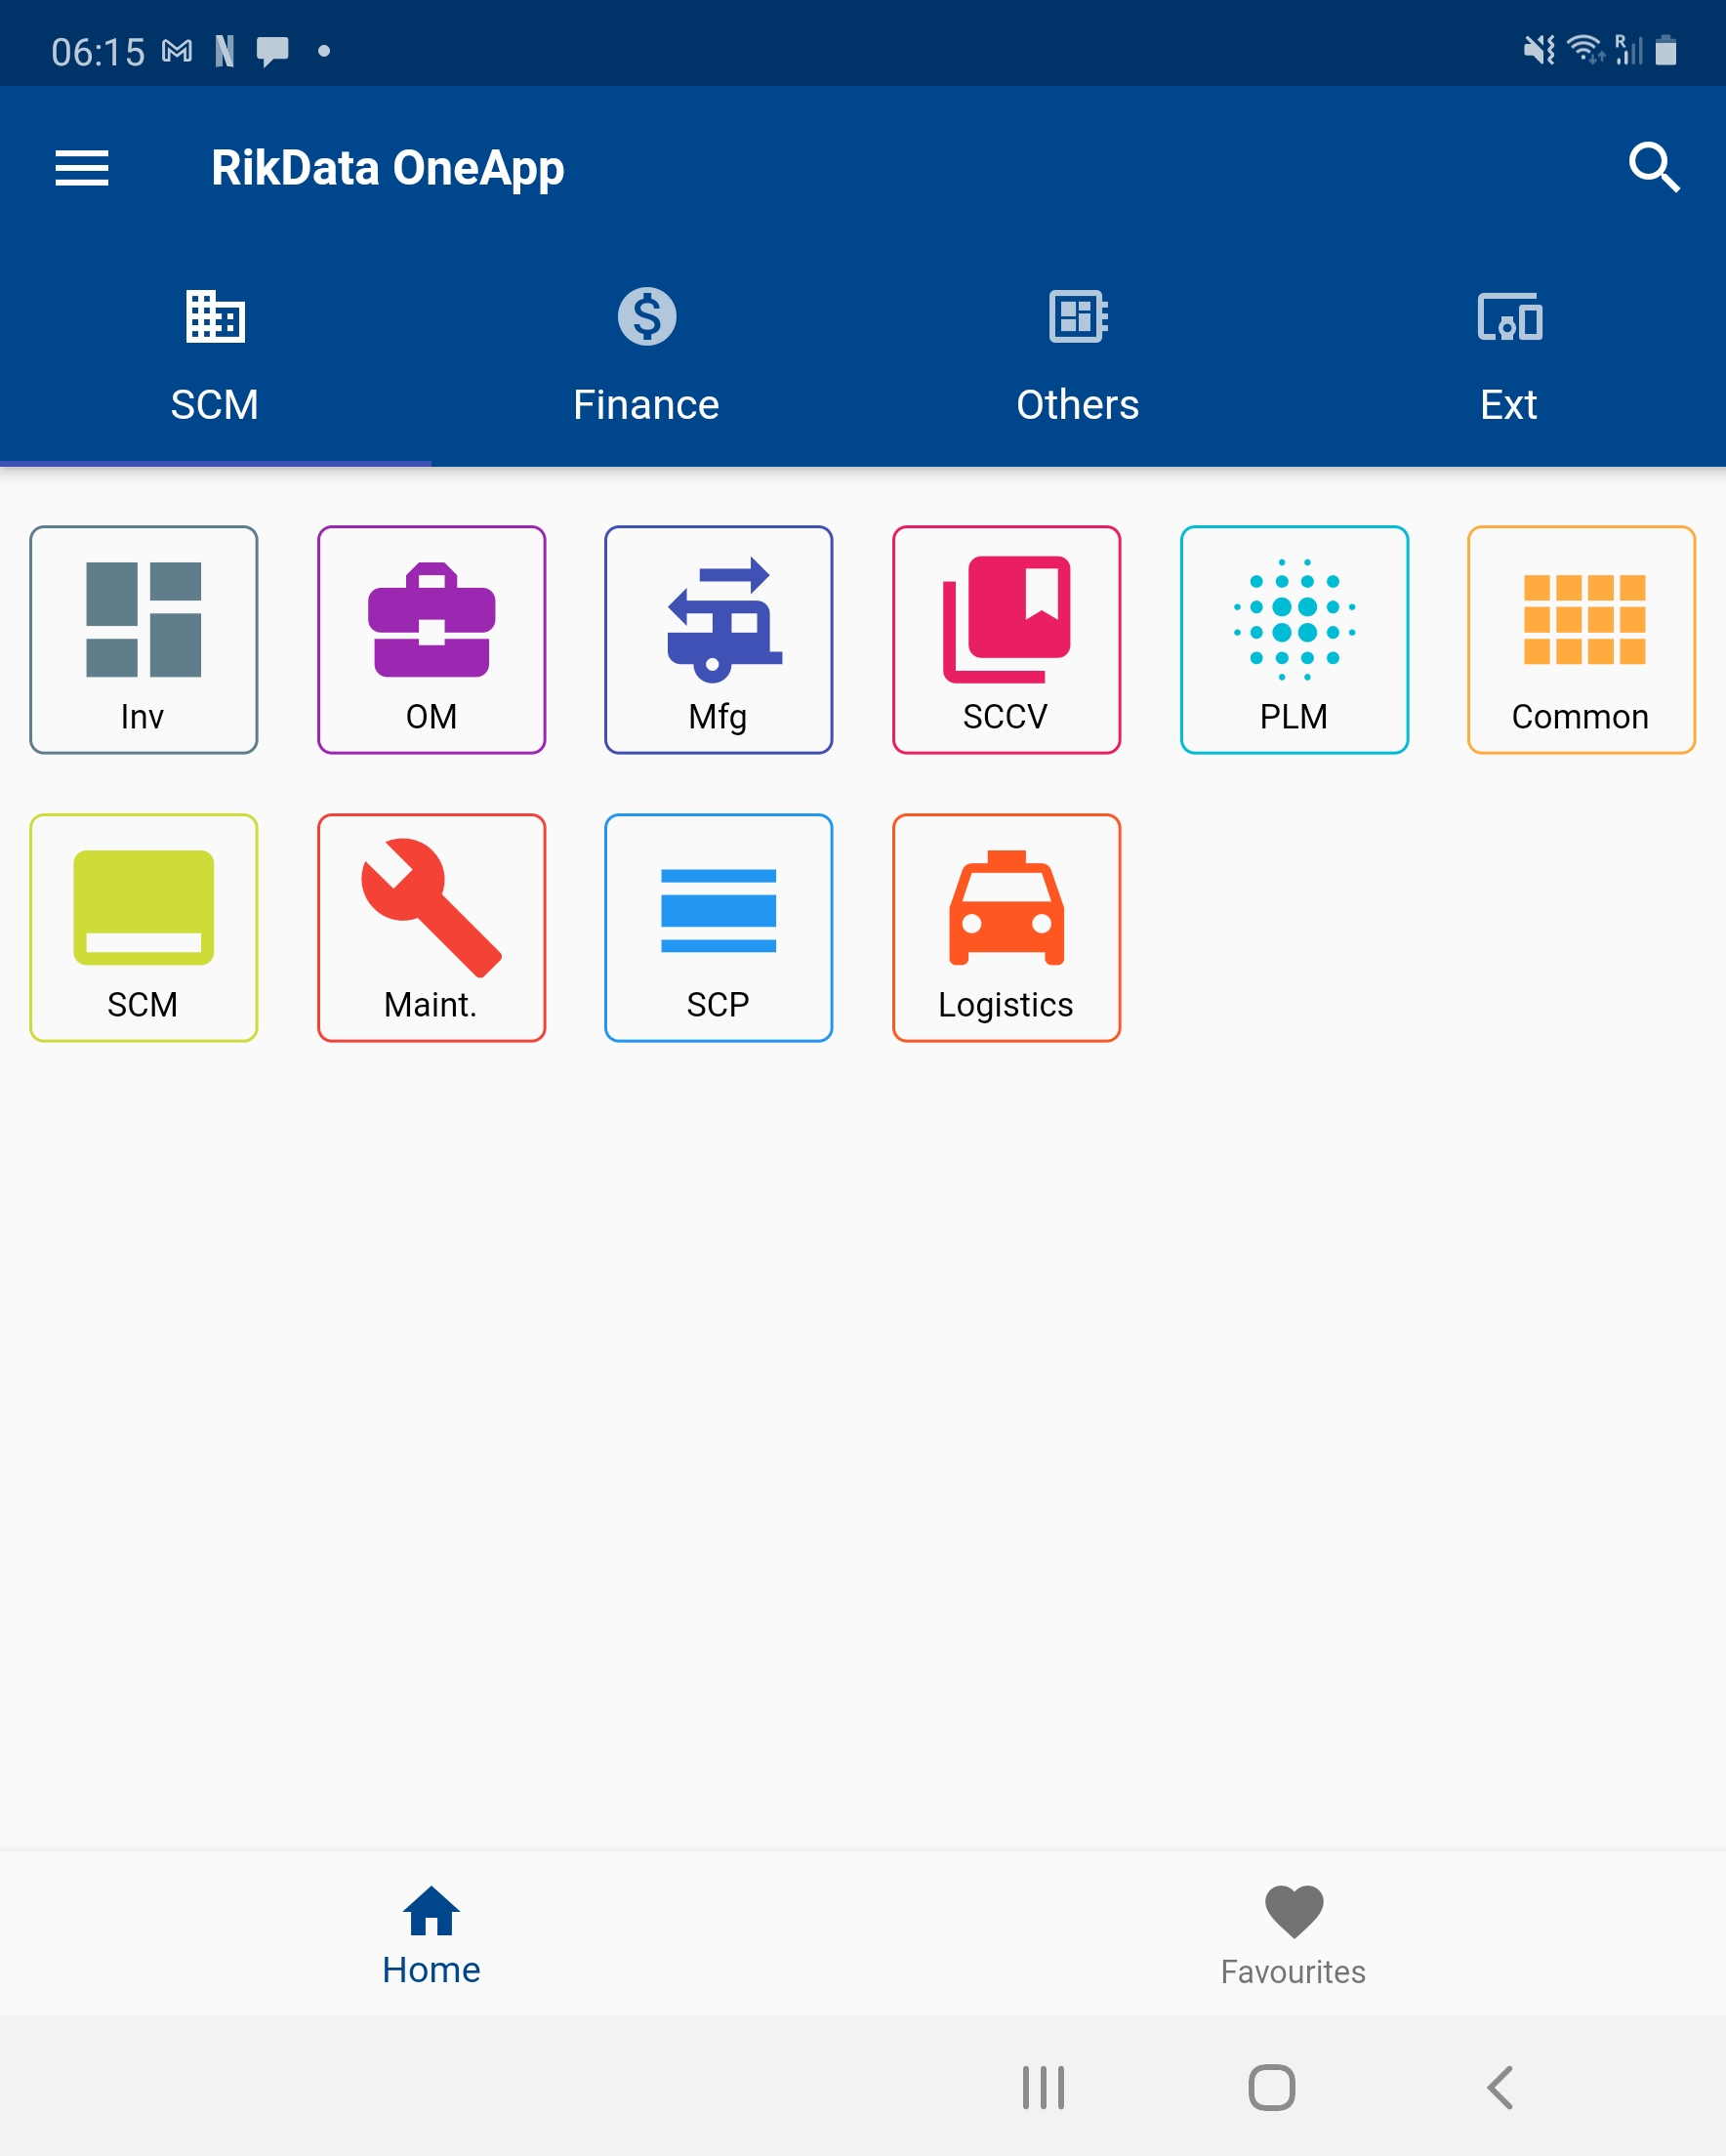 06:15
RikData OneApp
SCM Finance Others Ext
Inv OM Mfg SCCV PLM Common
SCM Maint. SCP Logistics
Home Favourites